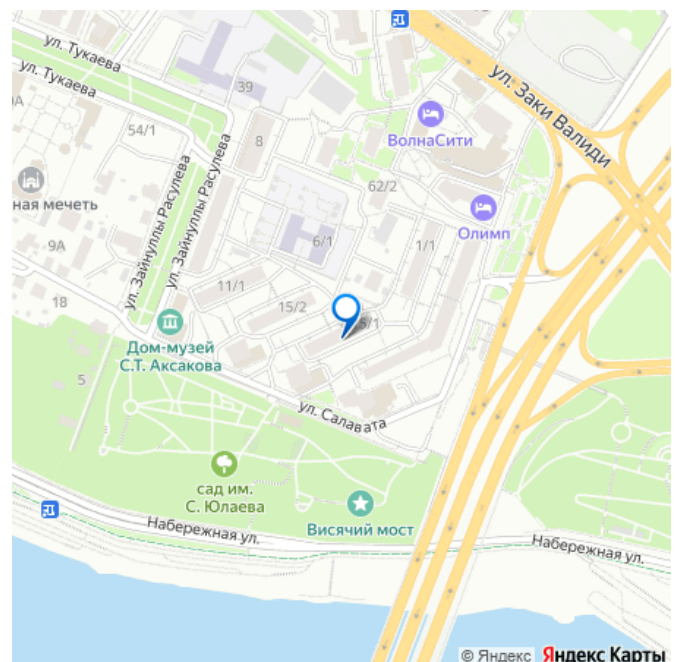 ул. Тукаева
ул. Тукаева
39
ул. Заки Валиди
ВолнаСити
54/1
8
62/2
ул. Зайнуллы Расулева
ул. Зайнуллы Расулева
ная мечеть
Олимп
9А
6/1
1/1
11/1
18
15/2
5/1
Дом-музей
С.Т. Аксакова
5
ул. Салавата
сад им.
С. Юлаева
Висячий мост
Набережная ул.
Набережная ул.
© Яндекс Яндекс Карты